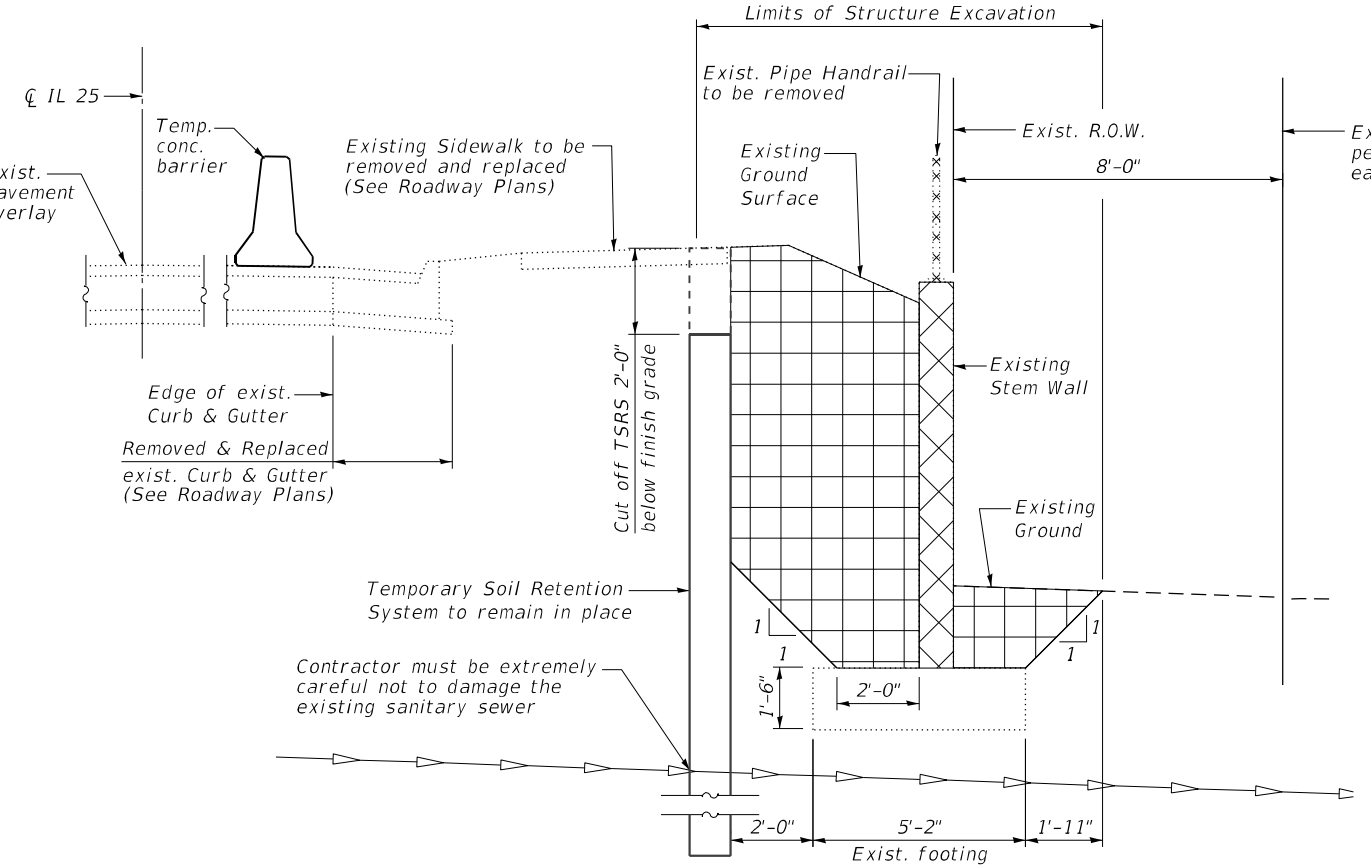 Limits of Structure Excavation
Exist. Pipe Handrail
to be removed
℄ IL 25
Temp.
conc.
barrier
Existing Sidewalk to be
removed and replaced
(See Roadway Plans)
Existing
Ground
Surface
Exist. R.O.W.
8'-0"
Existing
Stem Wall
Edge of exist.
Curb & Gutter
Removed & Replaced
exist. Curb & Gutter
(See Roadway Plans)
Cut off TSRS 2'-0"
below finish grade
Existing
Ground
Temporary Soil Retention
System to remain in place
1
1
1
1
Contractor must be extremely
careful not to damage the
existing sanitary sewer
1'-6"
2'-0"
2'-0"
5'-2"
1'-11"
Exist. footing